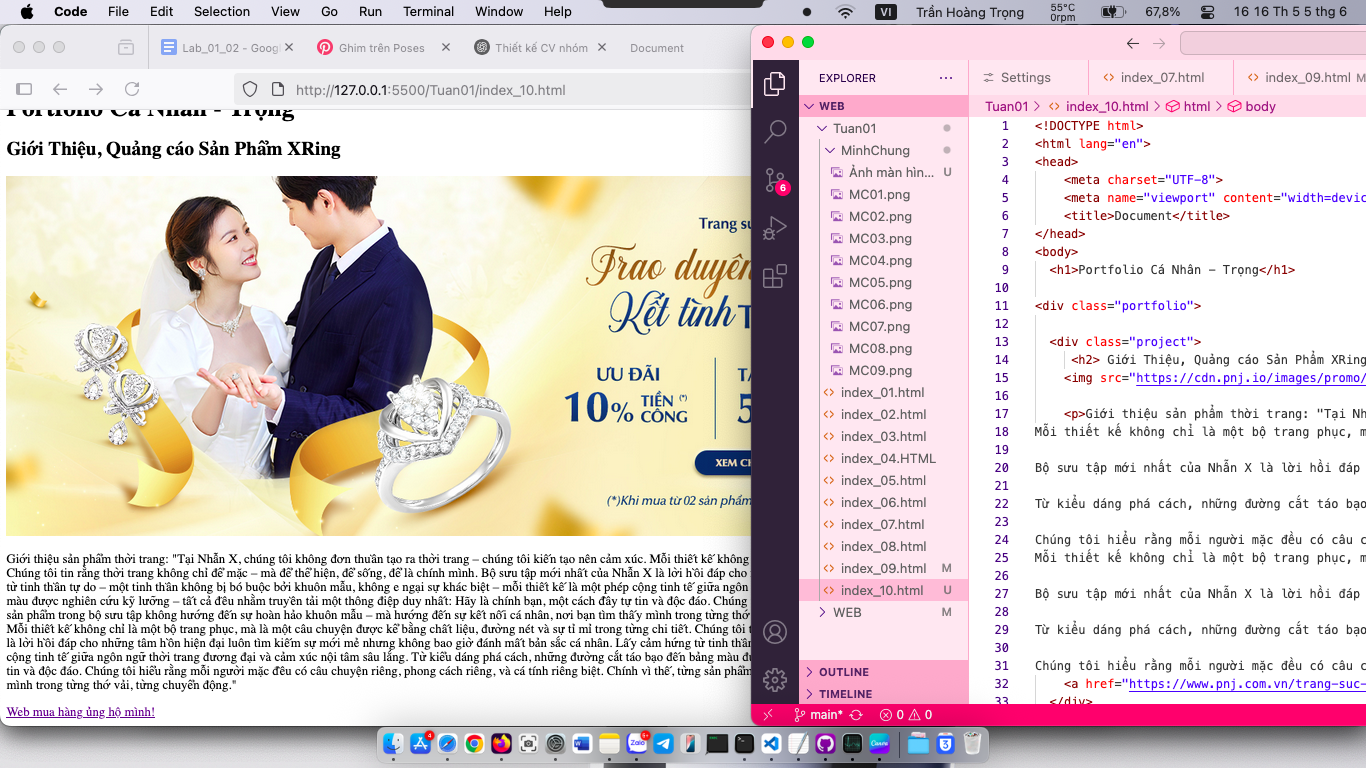 Code File Edit Selection View Go Run Terminal Window Help VI Trần Hoàng Trọng 55°C 0rpm 67,8% 16 16 Th 5 5 thg 6
Lab_01_02 - Goog
Ghim trên Poses
Thiết kế CV nhóm
Document
http://127.0.0.1:5500/Tuan01/index_10.html
Portfolio Cá Nhân - Trọng
Giới Thiệu, Quảng cáo Sản Phẩm XRing
Trang sứ
Trao duyên
Kết tình T
ƯU ĐÃI
10% TIỀN CÔNG (*)
XEM CH
(*)Khi mua từ 02 sản phẩm
Giới thiệu sản phẩm thời trang: "Tại Nhẫn X, chúng tôi không đơn thuần tạo ra thời trang – chúng tôi kiến tạo nên cảm xúc. Mỗi thiết kế không
Chúng tôi tin rằng thời trang không chỉ để mặc – mà để thể hiện, để sống, để là chính mình. Bộ sưu tập mới nhất của Nhẫn X là lời hồi đáp cho
từ tinh thần tự do – một tinh thần không bị bó buộc bởi khuôn mẫu, không e ngại sự khác biệt – mỗi thiết kế là một phép cộng tinh tế giữa ngôn
màu được nghiên cứu kỹ lưỡng – tất cả đều nhằm truyền tải một thông điệp duy nhất: Hãy là chính bạn, một cách đầy tự tin và độc đáo. Chúng
sản phẩm trong bộ sưu tập không hướng đến sự hoàn hảo khuôn mẫu – mà hướng đến sự kết nối cá nhân, nơi bạn tìm thấy mình trong từng thớ
Mỗi thiết kế không chỉ là một bộ trang phục, mà là một câu chuyện được kể bằng chất liệu, đường nét và sự tỉ mỉ trong từng chi tiết. Chúng tôi t
là lời hồi đáp cho những tâm hồn hiện đại luôn tìm kiếm sự mới mẻ nhưng không bao giờ đánh mất bản sắc cá nhân. Lấy cảm hứng từ tinh thần
cộng tinh tế giữa ngôn ngữ thời trang đương đại và cảm xúc nội tâm sâu lắng. Từ kiểu dáng phá cách, những đường cắt táo bạo đến bảng màu đư
tin và độc đáo. Chúng tôi hiểu rằng mỗi người mặc đều có câu chuyện riêng, phong cách riêng, và cá tính riêng biệt. Chính vì thế, từng sản phẩm
mình trong từng thớ vải, từng chuyển động."
Web mua hàng ủng hộ mình!
EXPLORER
WEB
Tuan01
MinhChung
Ảnh màn hìn... U
MC01.png
MC02.png
MC03.png
MC04.png
MC05.png
MC06.png
MC07.png
MC08.png
MC09.png
index_01.html
index_02.html
index_03.html
index_04.HTML
index_05.html
index_06.html
index_07.html
index_08.html
index_09.html M
index_10.html U
WEB M
OUTLINE
TIMELINE
6
main* 0 0
Settings index_07.html index_09.html M
Tuan01 > index_10.html > html > body
1 <!DOCTYPE html>
2 <html lang="en">
3 <head>
4 <meta charset="UTF-8">
5 <meta name="viewport" content="width=devic
6 <title>Document</title>
7 </head>
8 <body>
9 <h1>Portfolio Cá Nhân - Trọng</h1>
10
11 <div class="portfolio">
12
13 <div class="project">
14 <h2> Giới Thiệu, Quảng cáo Sản Phẩm XRing
15 <img src="https://cdn.pnj.io/images/promo/
16
17 <p>Giới thiệu sản phẩm thời trang: "Tại Nh
18 Mỗi thiết kế không chỉ là một bộ trang phục, m
19
20 Bộ sưu tập mới nhất của Nhẫn X là lời hồi đáp
21
22 Từ kiểu dáng phá cách, những đường cắt táo bạo
23
24 Chúng tôi hiểu rằng mỗi người mặc đều có câu c
25 Mỗi thiết kế không chỉ là một bộ trang phục, m
26
27 Bộ sưu tập mới nhất của Nhẫn X là lời hồi đáp
28
29 Từ kiểu dáng phá cách, những đường cắt táo bạo
30
31 Chúng tôi hiểu rằng mỗi người mặc đều có câu c
32 <a href="https://www.pnj.com.vn/trang-suc-
33 </div>